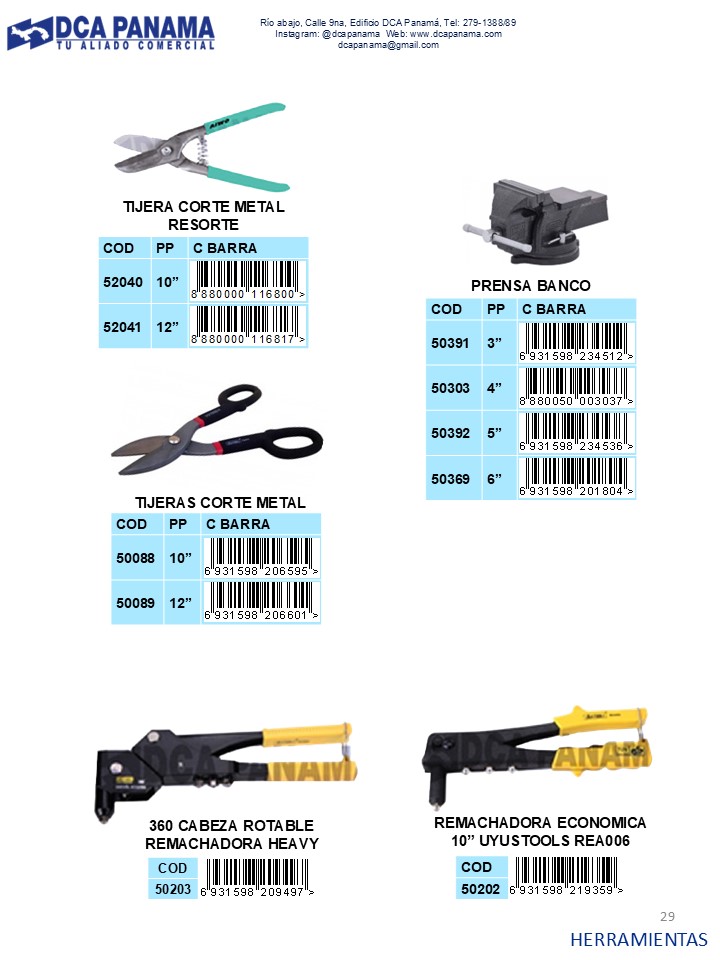 DCA PANAMA
TU ALIADO COMERCIAL
Río abajo, Calle 9na, Edificio DCA Panamá, Tel: 279-1388/89
Instagram: @dcapanama Web: www.dcapanama.com
dcapanama@gmail.com
TIJERA CORTE METAL
RESORTE
COD PP C BARRA
52040 10” 8 880000 116800 >
52041 12” 8 880000 116817 >
PRENSA BANCO
COD PP C BARRA
50391 3” 6 931598 234512 >
50303 4” 8 880050 003037 >
50392 5” 6 931598 234536 >
50369 6” 6 931598 201804 >
TIJERAS CORTE METAL
COD PP C BARRA
50088 10” 6 931598 206595 >
50089 12” 6 931598 206601 >
DCA PANAM
360 CABEZA ROTABLE
REMACHADORA HEAVY
COD
50203 6 931598 209497 >
DCA PANAM
REMACHADORA ECONOMICA
10” UYUSTOOLS REA006
COD
50202 6 931598 219359 >
29
HERRAMIENTAS